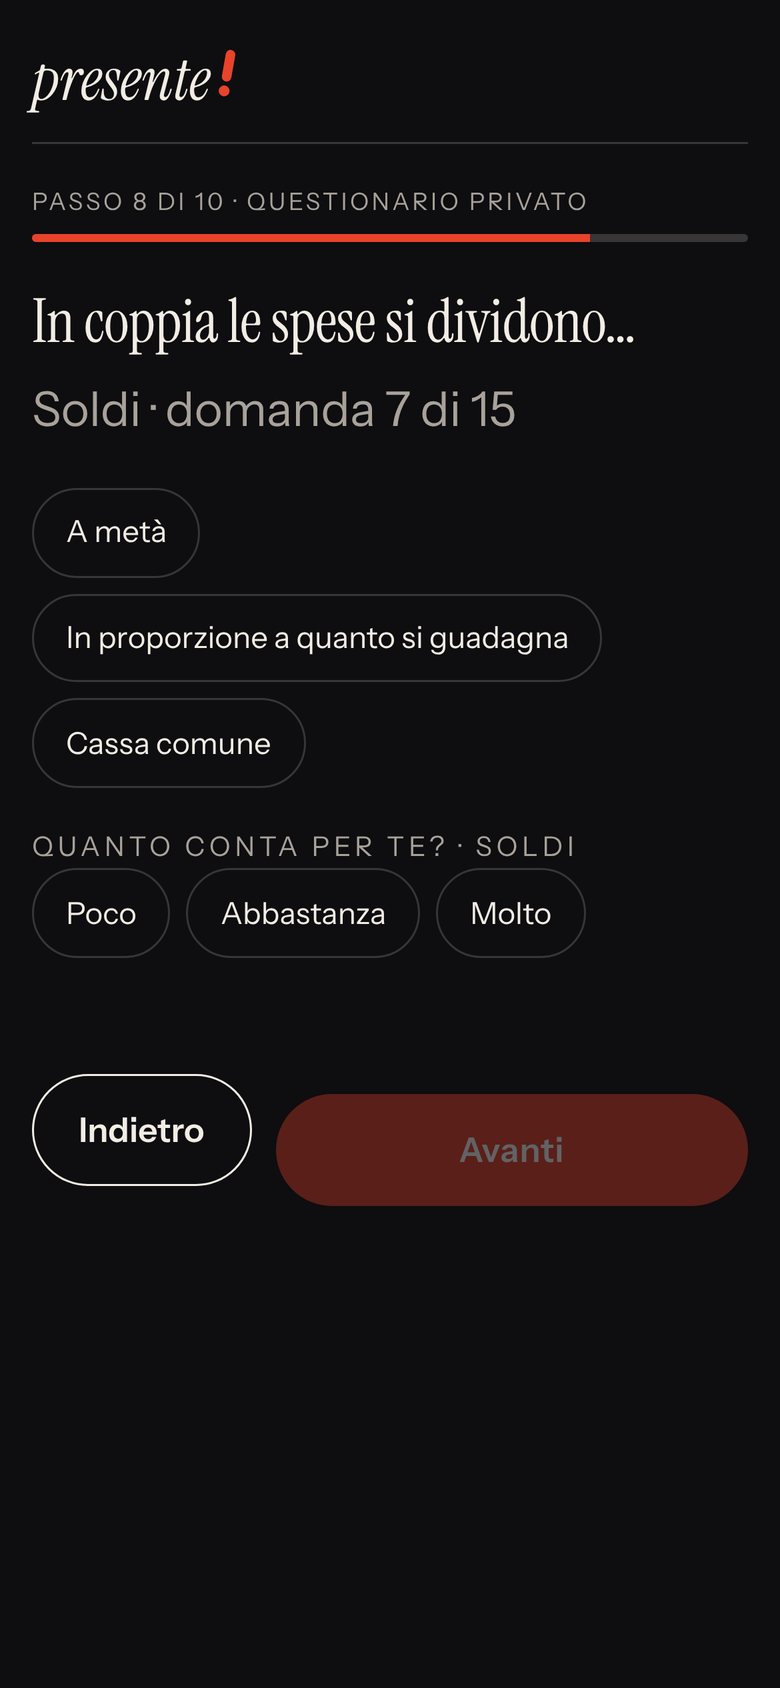 presente!
PASSO 8 DI 10 · QUESTIONARIO PRIVATO
In coppia le spese si dividono...
Soldi · domanda 7 di 15
A metà
In proporzione a quanto si guadagna
Cassa comune
QUANTO CONTA PER TE? · SOLDI
Poco Abbastanza Molto
Indietro
Avanti